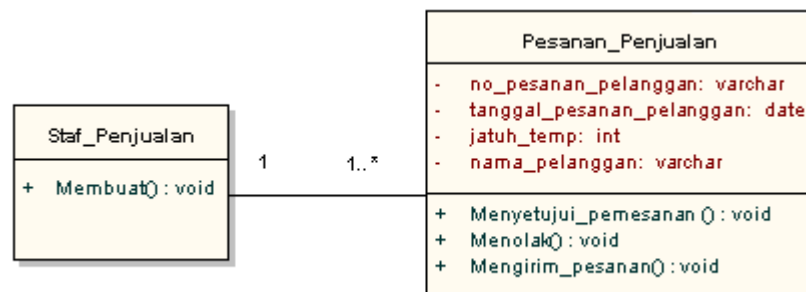 Staf_Penjualan
+ Membuat() : void
1
1..*
Pesanan_Penjualan
- no_pesanan_pelanggan: varchar
- tanggal_pesanan_pelanggan: date
- jatuh_temp: int
- nama_pelanggan: varchar
+ Menyetujui_pemesanan () : void
+ Menolak() : void
+ Mengirim_pesanan() : void